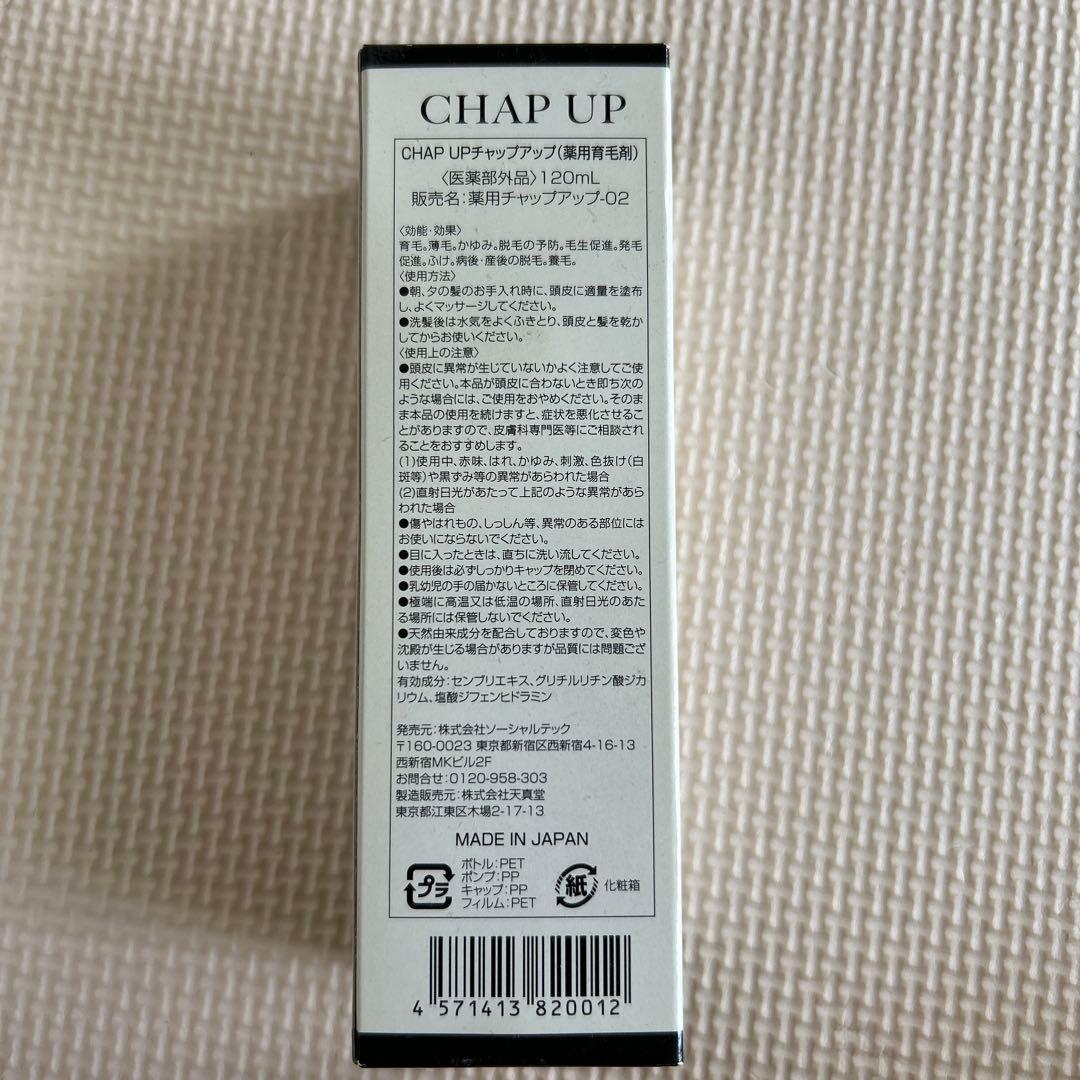 CHAP UP
CHAP UPチャップアップ(薬用育毛剤)
〈医薬部外品〉120mL
販売名:薬用チャップアップ-02
〈効能・効果〉
育毛。薄毛。かゆみ。脱毛の予防。毛生促進。発毛
促進。ふけ。病後・産後の脱毛。養毛。
〈使用方法〉
●朝、夕の髪のお手入れ時に、頭皮に適量を塗布
し、よくマッサージしてください。
●洗髪後は水気をよくふきとり、頭皮と髪を乾か
してからお使いください。
〈使用上の注意〉
●頭皮に異常が生じていないかよく注意してご使
用ください。本品が頭皮に合わないとき即ち次の
ような場合には、ご使用をおやめください。そのま
ま本品の使用を続けますと、症状を悪化させるこ
とがありますので、皮膚科専門医等にご相談され
ることをおすすめします。
(1)使用中、赤味、はれ、かゆみ、刺激、色抜け(白
斑等)や黒ずみ等の異常があらわれた場合
(2)直射日光があたって上記のような異常があら
われた場合
●傷やはれもの、しっしん等、異常のある部位には
お使いにならないでください。
●目に入ったときは、直ちに洗い流してください。
●使用後は必ずしっかりキャップを閉めてください。
●乳幼児の手の届かないところに保管してください。
●極端に高温又は低温の場所、直射日光のあた
る場所には保管しないでください。
●天然由来成分を配合しておりますので、変色や
沈殿が生じる場合がありますが品質には問題ござ
いません。
有効成分:センブリエキス、グリチルリチン酸ジカ
リウム、塩酸ジフェンヒドラミン
発売元:株式会社ソーシャルテック
〒160-0023 東京都新宿区西新宿4-16-13
西新宿MKビル2F
お問合せ:0120-958-303
製造販売元:株式会社天真堂
東京都江東区木場2-17-13
MADE IN JAPAN
プラ
ボトル:PET
ポンプ:PP
キャップ:PP
フィルム:PET
紙 化粧箱
4 571413 820012